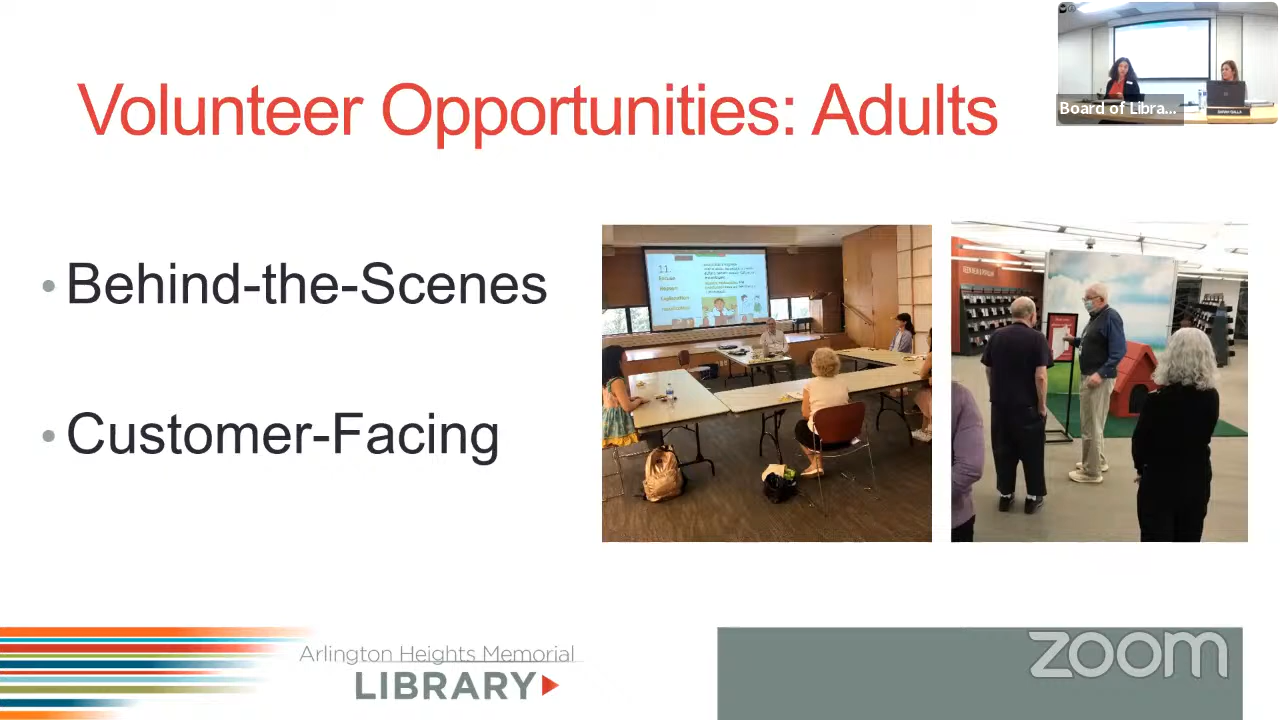 Volunteer Opportunities: Adults
Board of Libra...
• Behind-the-Scenes
• Customer-Facing
Arlington Heights Memorial
LIBRARY
zoom